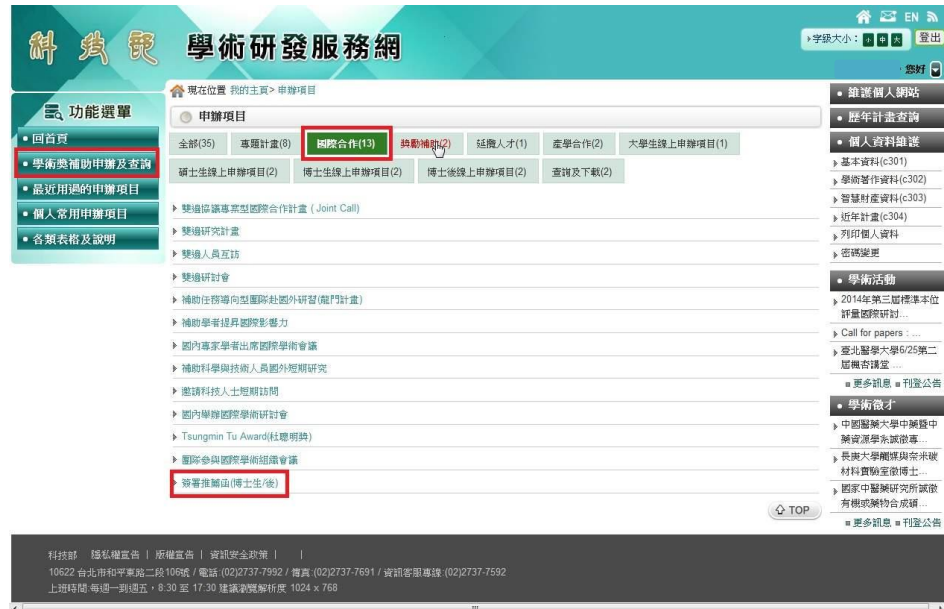 EN
科技部 學術研發服務網
字級大小： 小 中 大 登出
您好
功能選單
回首頁
學術獎補助申辦及查詢
最近用過的申辦項目
個人常用申辦項目
各類表格及說明
現在位置 我的主頁> 申辦項目
申辦項目
全部(35) 專題計畫(8) 國際合作(13) 獎勵補助(2) 延攬人才(1) 產學合作(2) 大學生線上申辦項目(1)
碩士生線上申辦項目(2) 博士生線上申辦項目(2) 博士後線上申辦項目(2) 查詢及下載(2)
雙邊協議專案型國際合作計畫 ( Joint Call)
雙邊研究計畫
雙邊人員互訪
雙邊研討會
補助任務導向型團隊赴國外研習(龍門計畫)
補助學者提昇國際影響力
國內專家學者出席國際學術會議
補助科學與技術人員國外短期研究
邀請科技人士短期訪問
國內舉辦國際學術研討會
Tsungmin Tu Award(杜聰明獎)
團隊參與國際學術組織會議
簽署推薦函(博士生/後)
TOP
維護個人網站
歷年計畫查詢
個人資料維護
基本資料(c301)
學術著作資料(c302)
智慧財產資料(c303)
近年計畫(c304)
列印個人資料
密碼變更
學術活動
2014年第三屆標準本位
評量國際研討...
Call for papers : ...
臺北醫學大學6/25第二
屆楓杏講堂 ...
更多訊息 刊登公告
學術徵才
中國醫藥大學中藥暨中
藥資源學系誠徵專...
長庚大學觸媒與奈米碳
材料實驗室徵博士...
國家中醫藥研究所誠徵
有機或藥物合成碩...
更多訊息 刊登公告
科技部 隱私權宣告 | 版權宣告 | 資訊安全政策 | |
10622 台北市和平東路二段106號 / 電話:(02)2737-7992 / 傳真:(02)2737-7691 / 資訊客服專線:(02)2737-7592
上班時間:每週一到週五，8:30 至 17:30 建議瀏覽解析度 1024 x 768